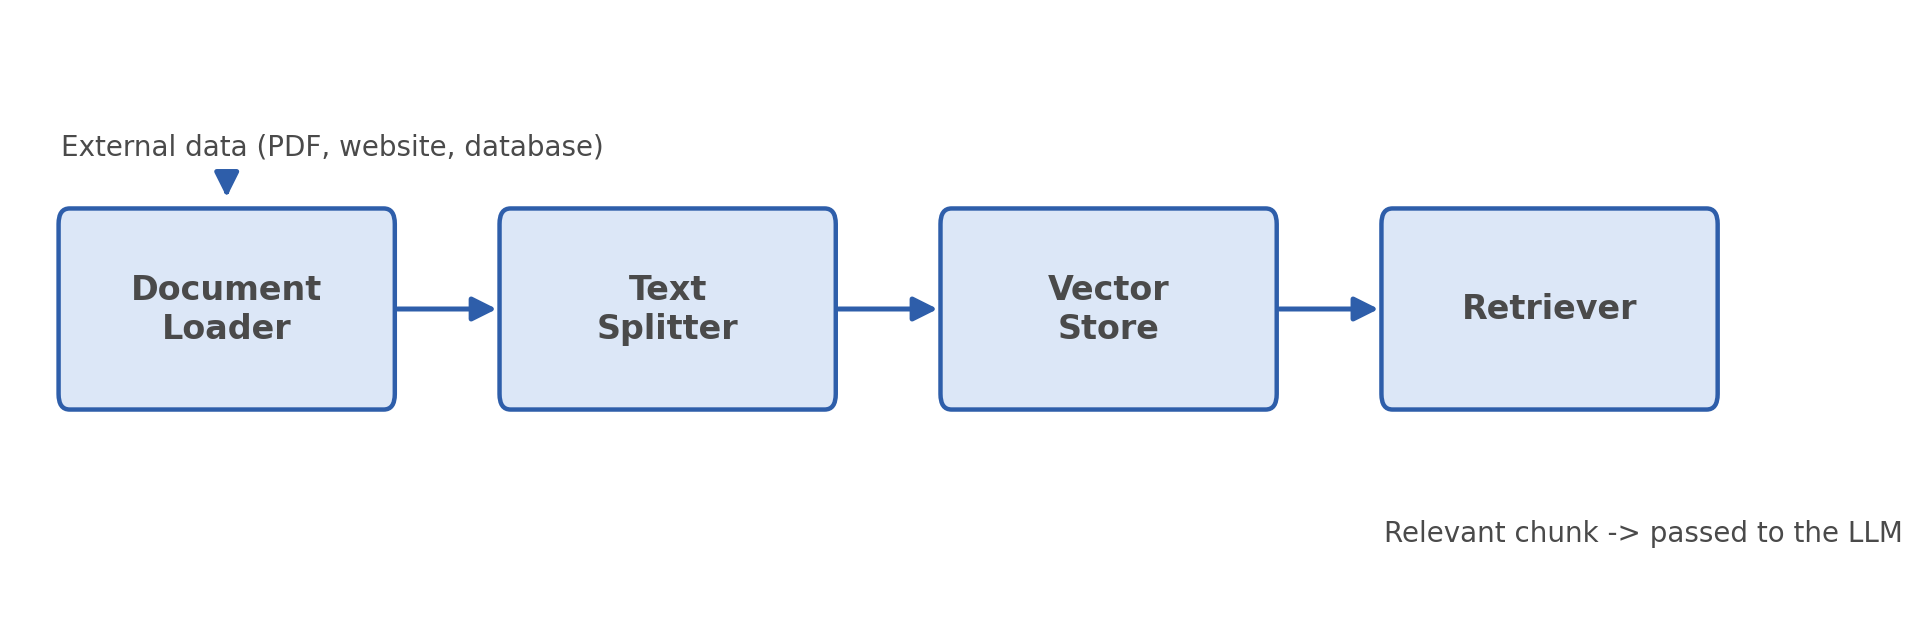 External data (PDF, website, database)
Document
Loader
Text
Splitter
Vector
Store
Retriever
Relevant chunk -> passed to the LLM